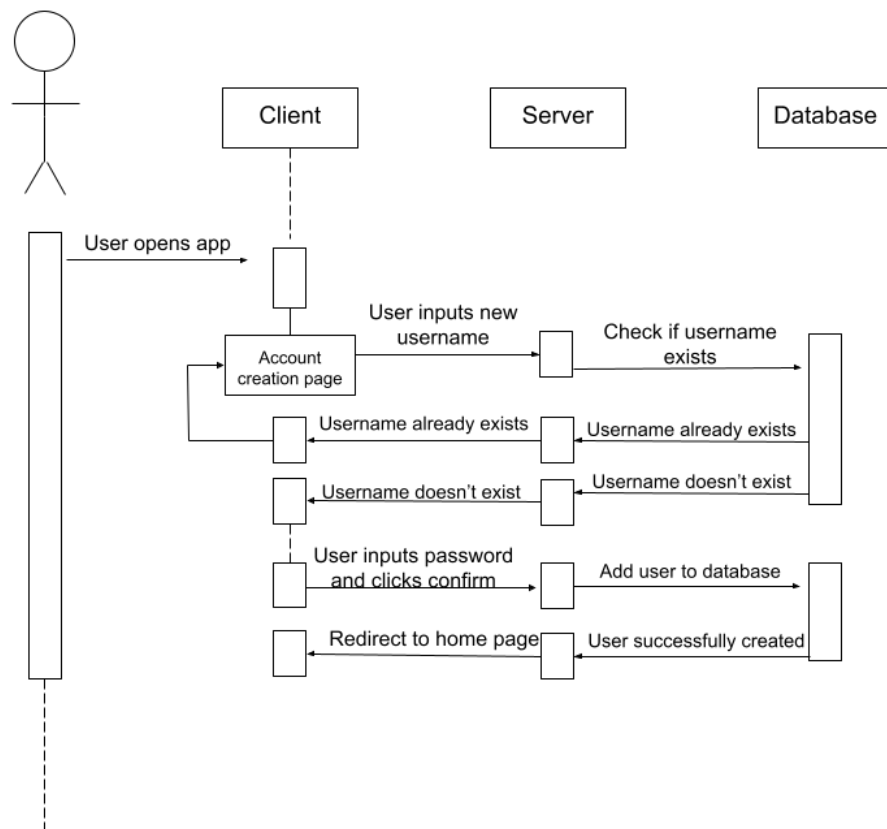 Client
Server
Database
User opens app
User inputs new
username
Check if username
exists
Account
creation page
Username already exists
Username already exists
Username doesn't exist
Username doesn't exist
User inputs password
and clicks confirm
Add user to database
Redirect to home page
User successfully created